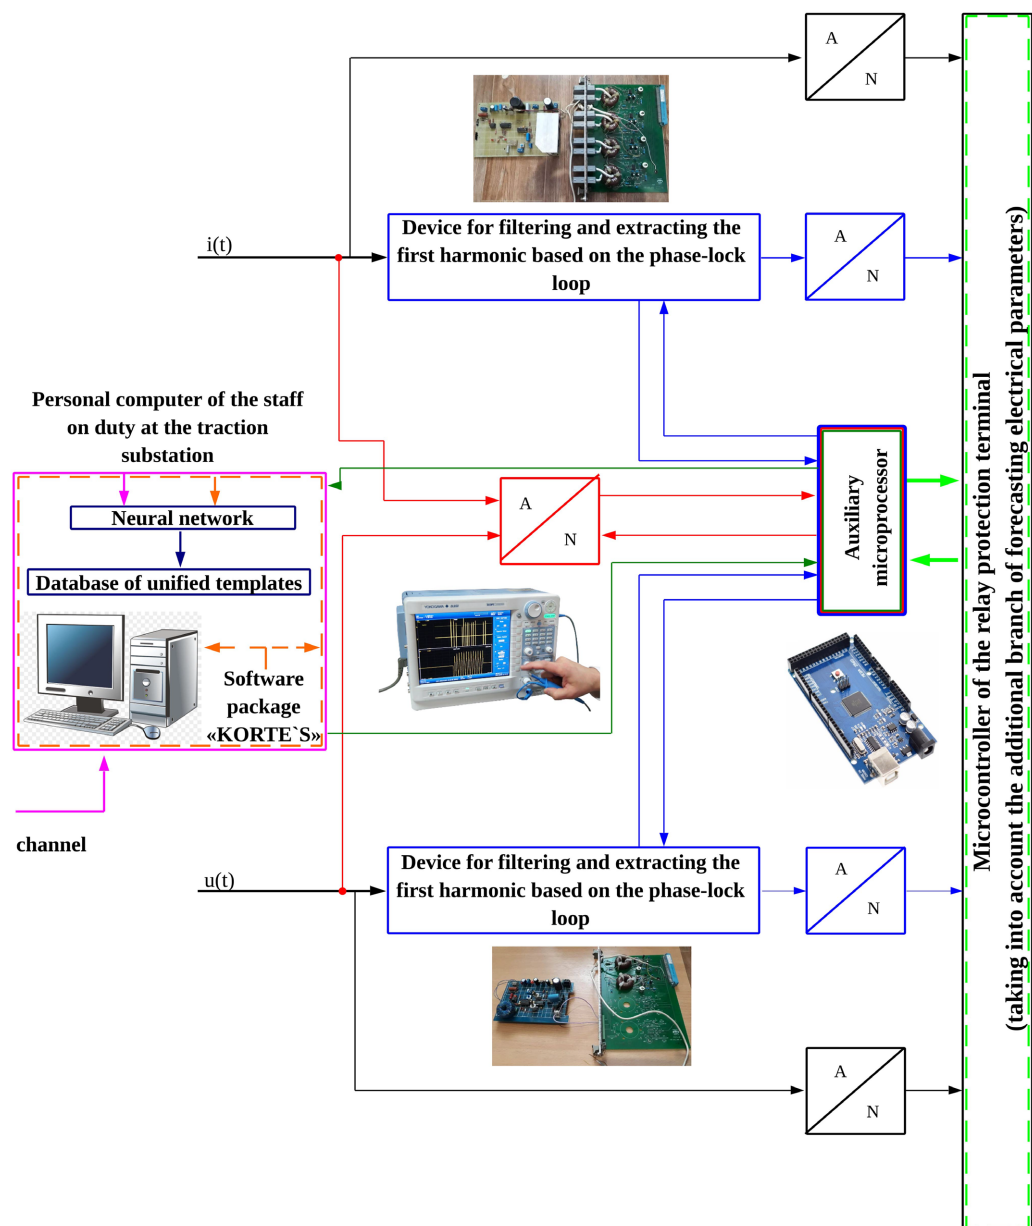 A
N
i(t)
Device for filtering and extracting the
first harmonic based on the phase-lock
loop
A
N
Personal computer of the staff
on duty at the traction
substation
Neural network
Database of unified templates
Software
package
«KORTE`S»
A
N
YOKOGAWA
Auxiliary
microprocessor
Microcontroller of the relay protection terminal
(taking into account the additional branch of forecasting electrical parameters)
channel
u(t)
Device for filtering and extracting the
first harmonic based on the phase-lock
loop
A
N
A
N